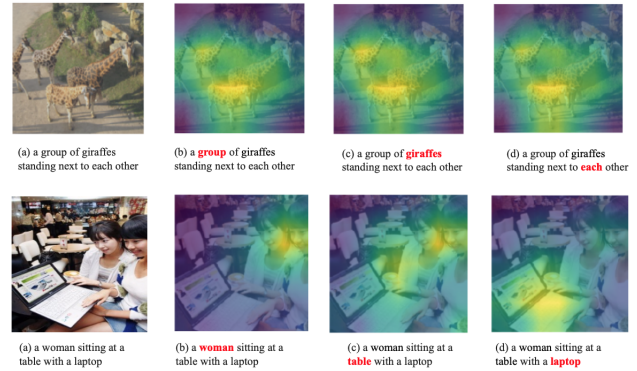 (a) a group of giraffes
standing next to each other
(b) a group of giraffes
standing next to each other
(c) a group of giraffes
standing next to each other
(d) a group of giraffes
standing next to each other
(a) a woman sitting at a
table with a laptop
(b) a woman sitting at a
table with a laptop
(c) a woman sitting at a
table with a laptop
(d) a woman sitting at a
table with a laptop